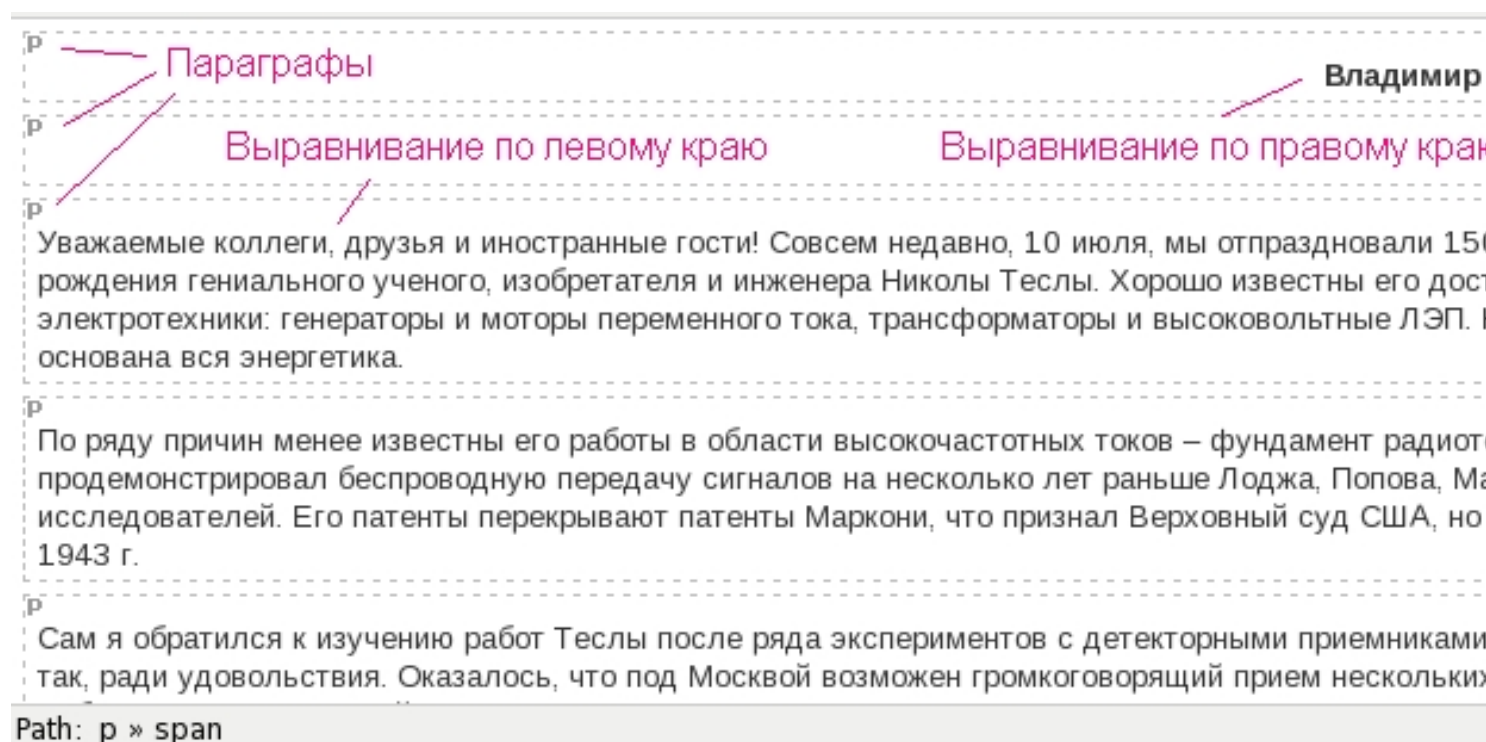 p
Параграфы
Владимир
p
Выравнивание по левому краю
Выравнивание по правому
p
Уважаемые коллеги, друзья и иностранные гости! Совсем недавно, 10 июля, мы отпраздновали
рождения гениального ученого, изобретателя и инженера Николы Теслы. Хорошо известны его
электротехники: генераторы и моторы переменного тока, трансформаторы и высоковольтные ЛЭП.
основана вся энергетика.
p
По ряду причин менее известны его работы в области высокочастотных токов – фундамент
продемонстрировал беспроводную передачу сигналов на несколько лет раньше Лоджа, Попова,
исследователей. Его патенты перекрывают патенты Маркони, что признал Верховный суд США, но
1943 г.
p
Сам я обратился к изучению работ Теслы после ряда экспериментов с детекторными приемниками
так, ради удовольствия. Оказалось, что под Москвой возможен громкоговорящий прием нескольких
Path: p » span